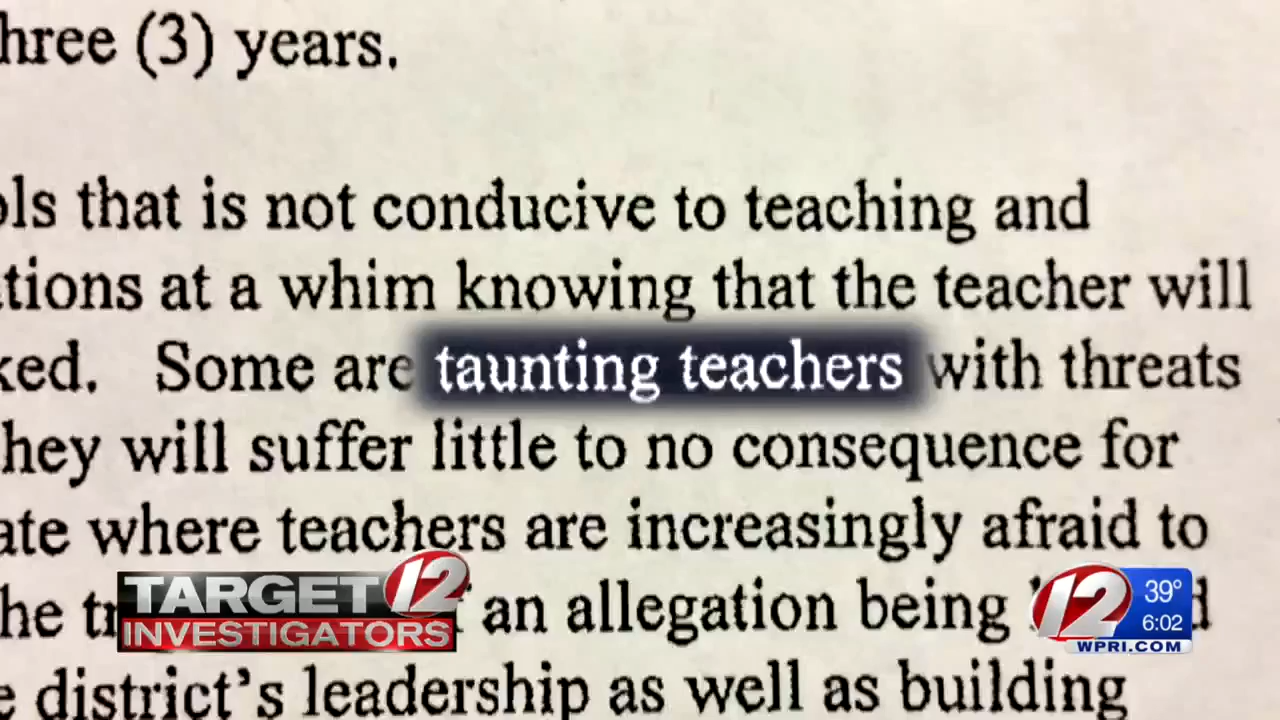 hree (3) years.
ols that is not conducive to teaching and
tions at a whim knowing that the teacher will
ked. Some are taunting teachers with threats
hey will suffer little to no consequence for
ate where teachers are increasingly afraid to
he tr an allegation being
e district's leadership as well as building
TARGET 12
INVESTIGATORS
12 39°
6:02
WPRI.COM